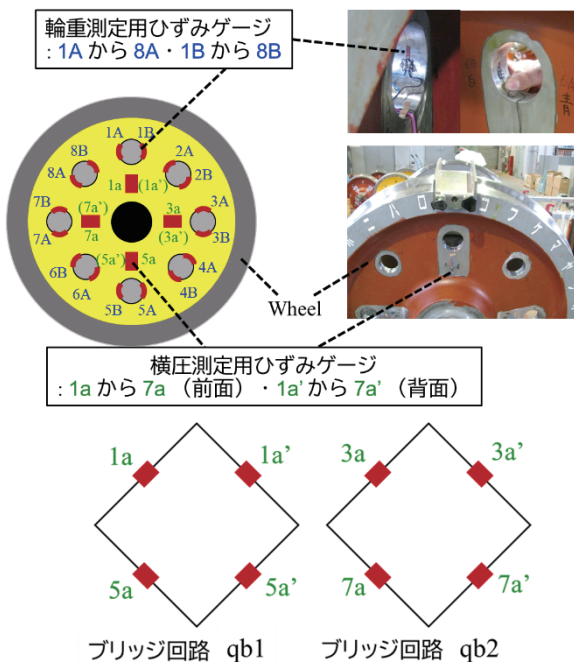 輪重測定用ひずみゲージ
: 1A から 8A・1B から 8B
1A 1B
8B 2A
8A 2B
1a (1a')
7B (7a') 3a 3A
7A 7a (3a') 3B
(5a') 5a
6B 4A
6A 4B
5B 5A
Wheel
横圧測定用ひずみゲージ
: 1a から 7a （前面）・1a' から 7a' （背面）
1a 1a' 3a 3a'
5a 5a' 7a 7a'
ブリッジ回路 qb1 ブリッジ回路 qb2